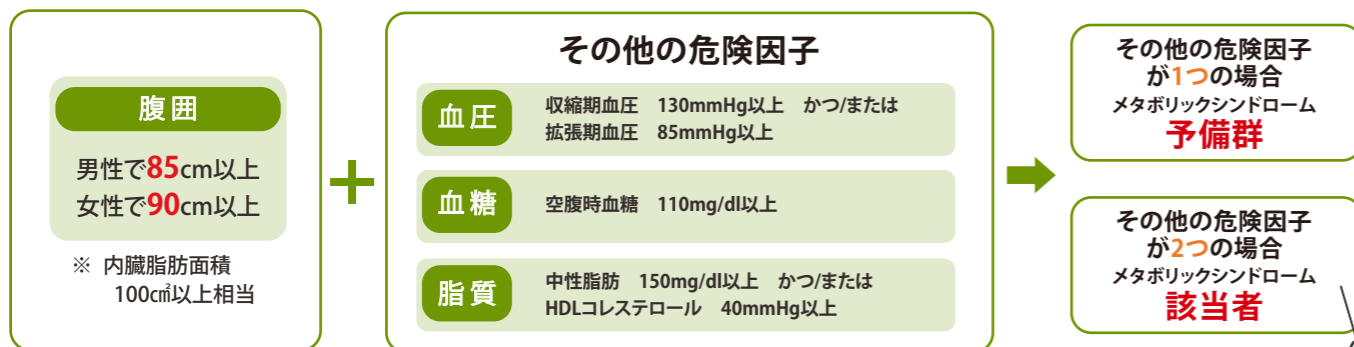 腹囲
男性で85cm以上
女性で90cm以上
※ 内臓脂肪面積
100c㎡以上相当
+
その他の危険因子
血圧
収縮期血圧 130mmHg以上 かつ/または
拡張期血圧 85mmHg以上
血糖
空腹時血糖 110mg/dl以上
脂質
中性脂肪 150mg/dl以上 かつ/または
HDLコレステロール 40mmHg以上
その他の危険因子
が1つの場合
メタボリックシンドローム
予備群
その他の危険因子
が2つの場合
メタボリックシンドローム
該当者